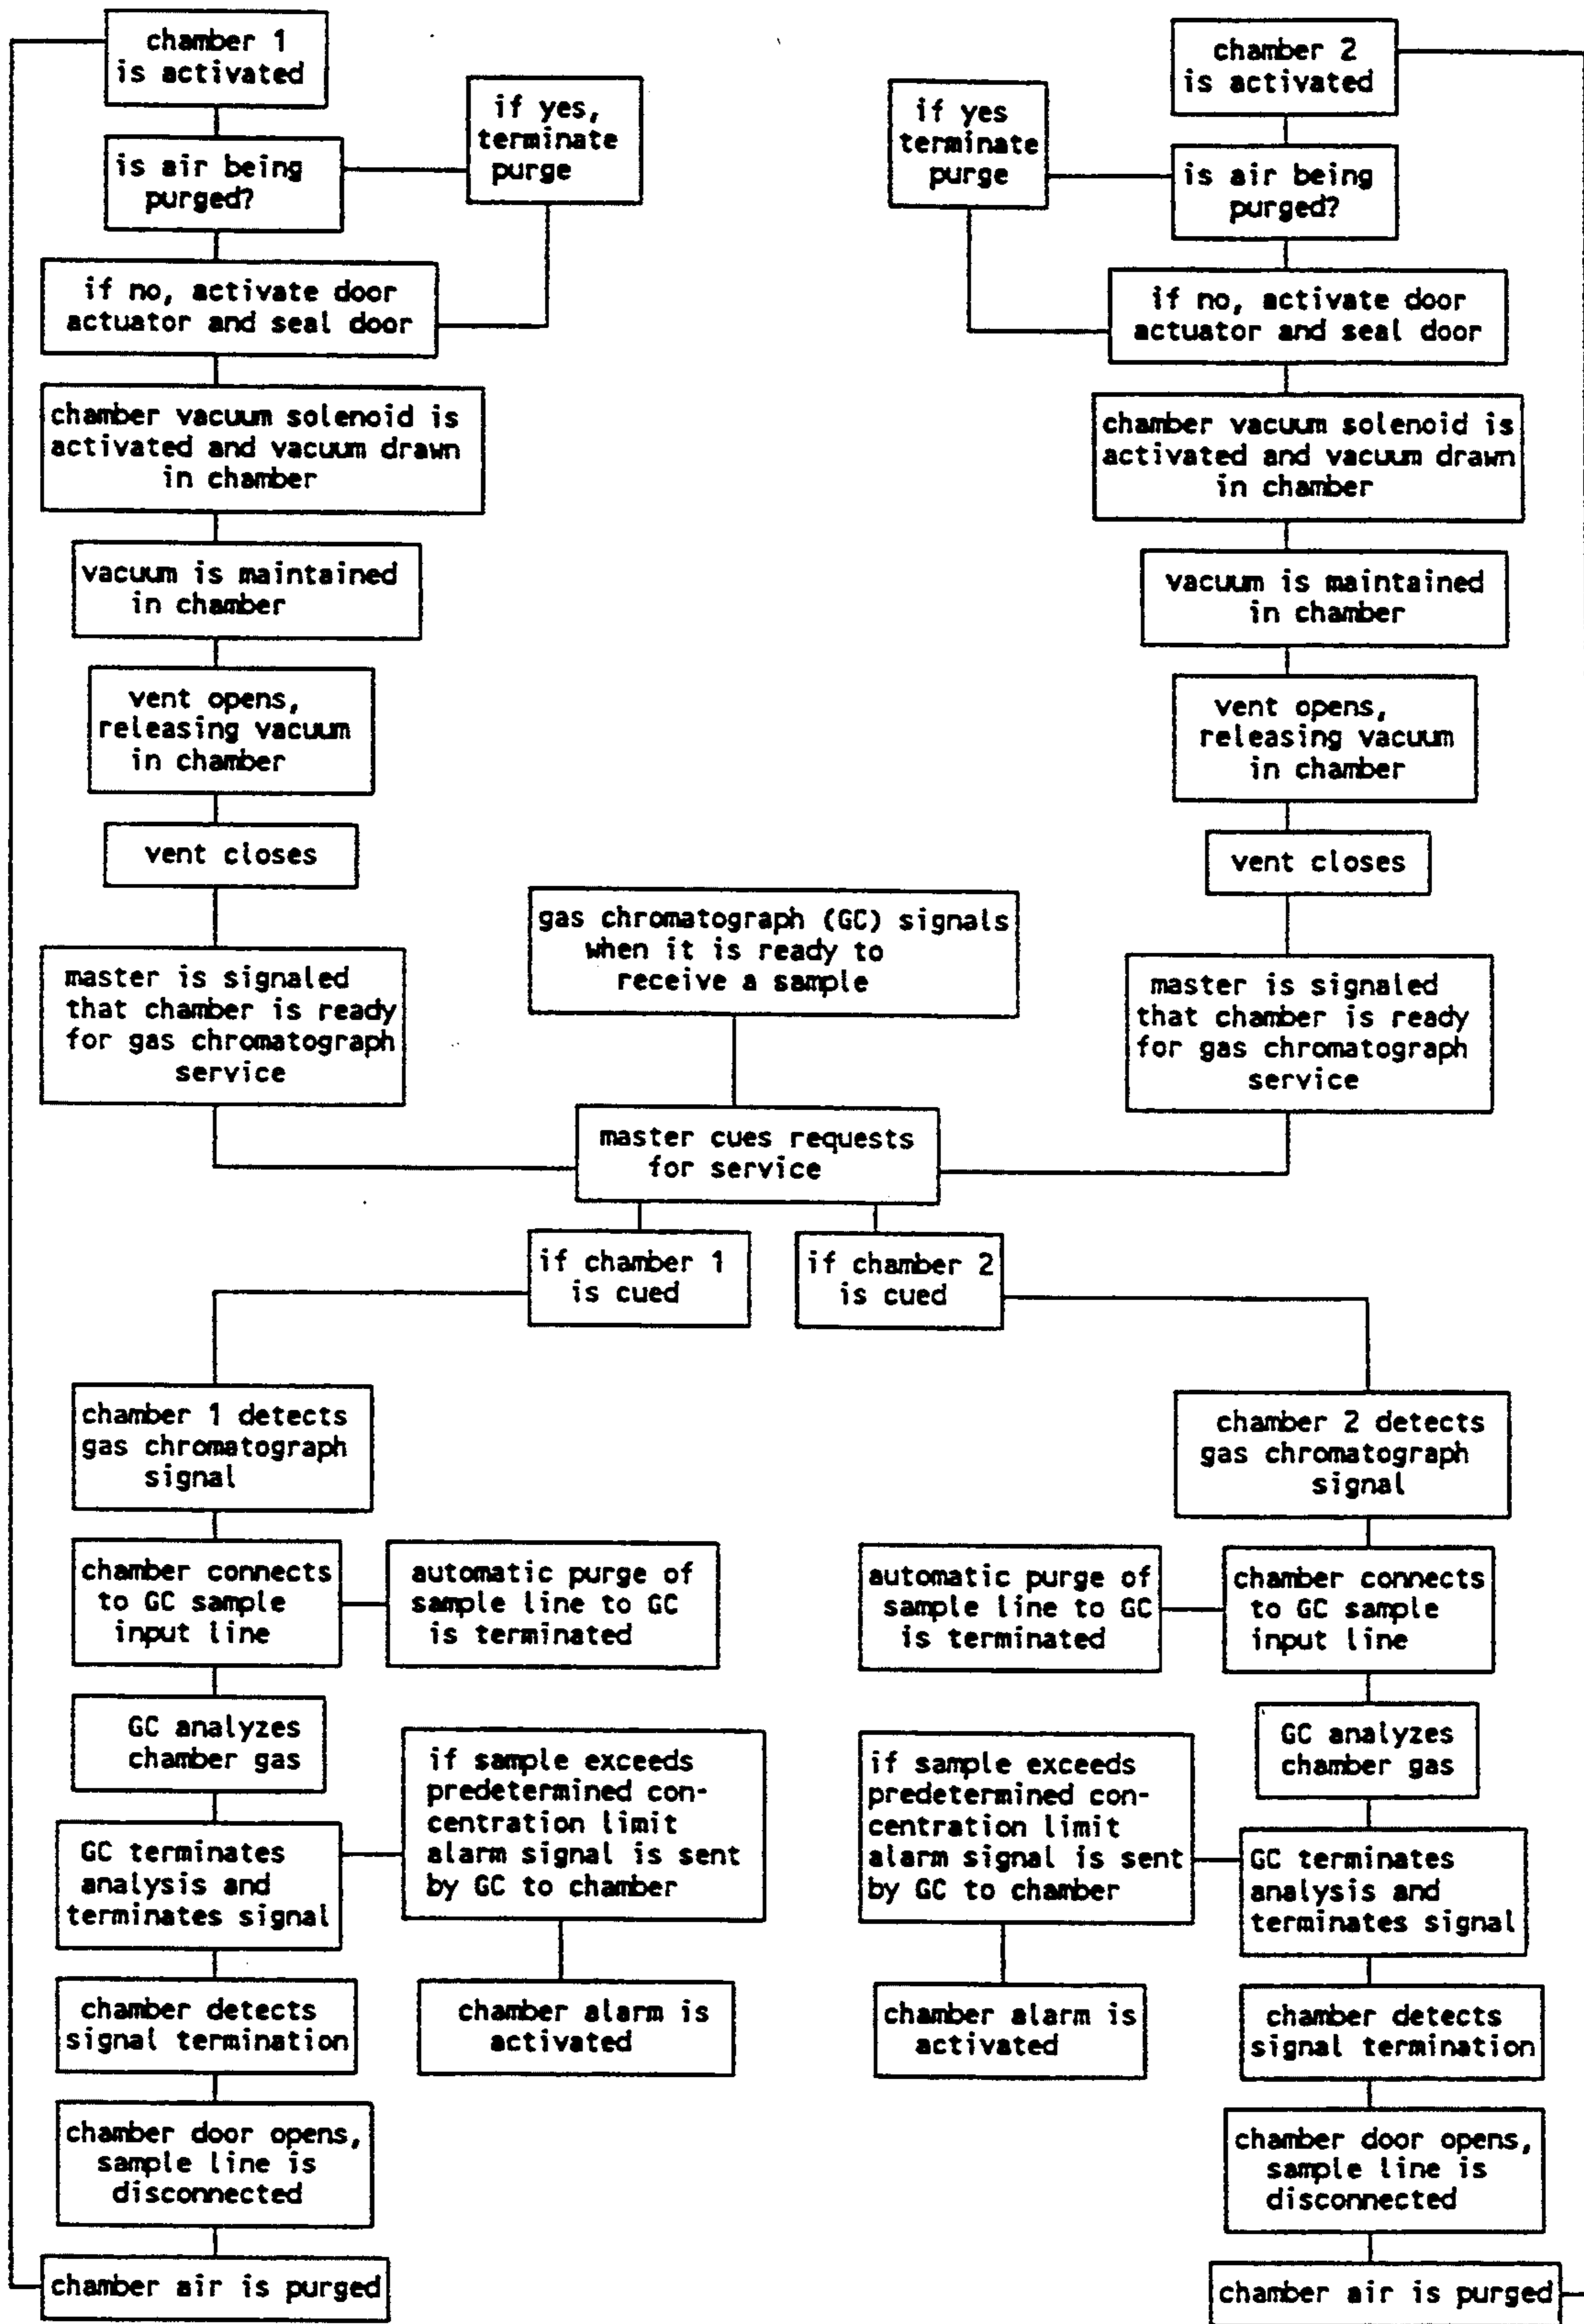 chamber 1
is activated
if yes,
terminate
purge
is air being
purged?
if no, activate door
actuator and seal door
chamber vacuum solenoid is
activated and vacuum drawn
in chamber
vacuum is maintained
in chamber
vent opens,
releasing vacuum
in chamber
vent closes
master is signaled
that chamber is ready
for gas chromatograph
service
chamber 2
is activated
if yes
terminate
purge
is air being
purged?
if no, activate door
actuator and seal door
chamber vacuum solenoid is
activated and vacuum drawn
in chamber
vacuum is maintained
in chamber
vent opens,
releasing vacuum
in chamber
vent closes
master is signaled
that chamber is ready
for gas chromatograph
service
gas chromatograph (GC) signals
when it is ready to
receive a sample
master cues requests
for service
if chamber 1
is cued
if chamber 2
is cued
chamber 1 detects
gas chromatograph
signal
chamber connects
to GC sample
input line
automatic purge of
sample line to GC
is terminated
GC analyzes
chamber gas
if sample exceeds
predetermined con-
centration limit
alarm signal is sent
by GC to chamber
GC terminates
analysis and
terminates signal
chamber detects
signal termination
chamber alarm is
activated
chamber door opens,
sample line is
disconnected
chamber air is purged
chamber 2 detects
gas chromatograph
signal
automatic purge of
sample line to GC
is terminated
chamber connects
to GC sample
input line
GC analyzes
chamber gas
if sample exceeds
predetermined con-
centration limit
alarm signal is sent
by GC to chamber
GC terminates
analysis and
terminates signal
chamber alarm is
activated
chamber detects
signal termination
chamber door opens,
sample line is
disconnected
chamber air is purged